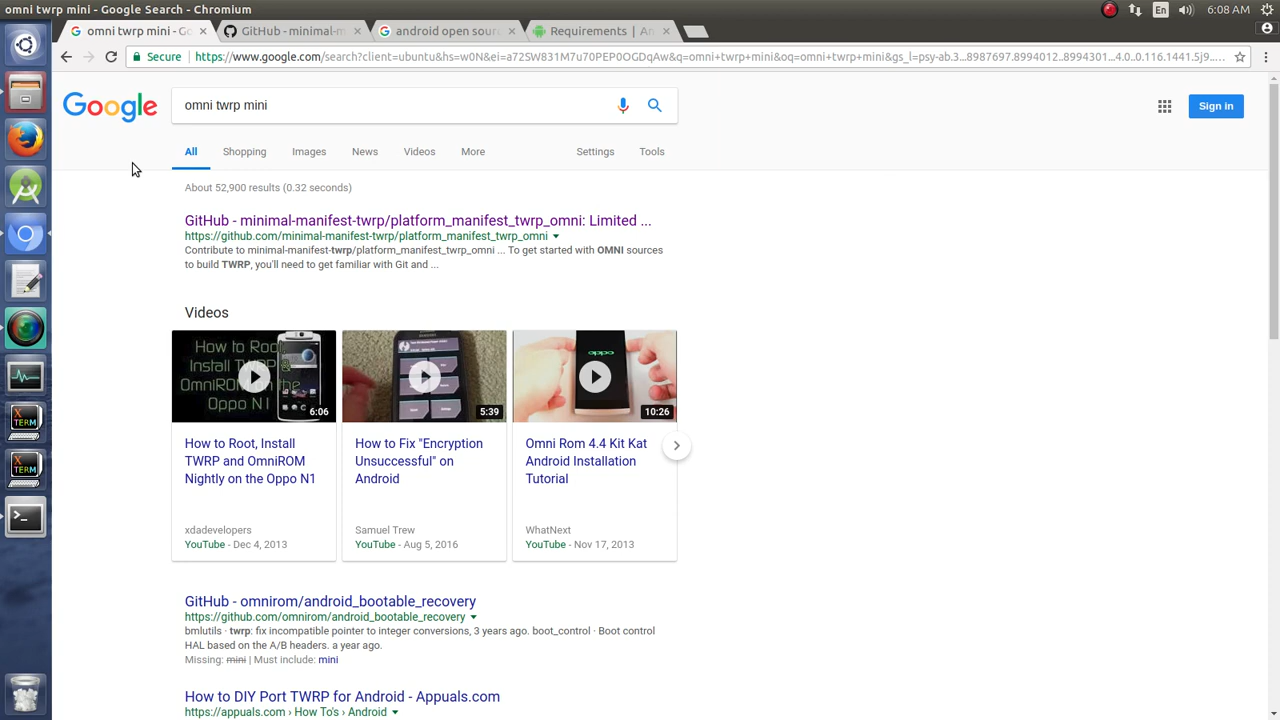 omni twrp mini - Google Search - Chromium
En
6:08 AM
omni twrp mini - Go
GitHub - minimal-m
android open sourc
Requirements | An
Secure
https://www.google.com/search?client=ubuntu&hs=w0N&ei=a72SW831M7u70PEP0OGDqAw&q=omni+twrp+mini&oq=omni+twrp+mini&gs_l=psy-ab.3...8987697.8994012..8994301...4.0..0.116.1441.5j9.....
Google
omni twrp mini
Sign in
All
Shopping
Images
News
Videos
More
Settings
Tools
About 52,900 results (0.32 seconds)
GitHub - minimal-manifest-twrp/platform_manifest_twrp_omni: Limited ...
https://github.com/minimal-manifest-twrp/platform_manifest_twrp_omni
Contribute to minimal-manifest-twrp/platform_manifest_twrp_omni ... To get started with OMNI sources
to build TWRP, you'll need to get familiar with Git and ...
Videos
How to Root,
Install TWRP &
OmniROM on the
Oppo N1
6:06
5:39
oppo
10:26
How to Root, Install
TWRP and OmniROM
Nightly on the Oppo N1
xdadevelopers
YouTube - Dec 4, 2013
How to Fix "Encryption
Unsuccessful" on
Android
Samuel Trew
YouTube - Aug 5, 2016
Omni Rom 4.4 Kit Kat
Android Installation
Tutorial
WhatNext
YouTube - Nov 17, 2013
GitHub - omnirom/android_bootable_recovery
https://github.com/omnirom/android_bootable_recovery
bmlutils · twrp: fix incompatible pointer to integer conversions, 3 years ago. boot_control · Boot control
HAL based on the A/B headers. a year ago.
Missing: mini | Must include: mini
How to DIY Port TWRP for Android - Appuals.com
https://appuals.com › How To's › Android
X
TERM
X
TERM